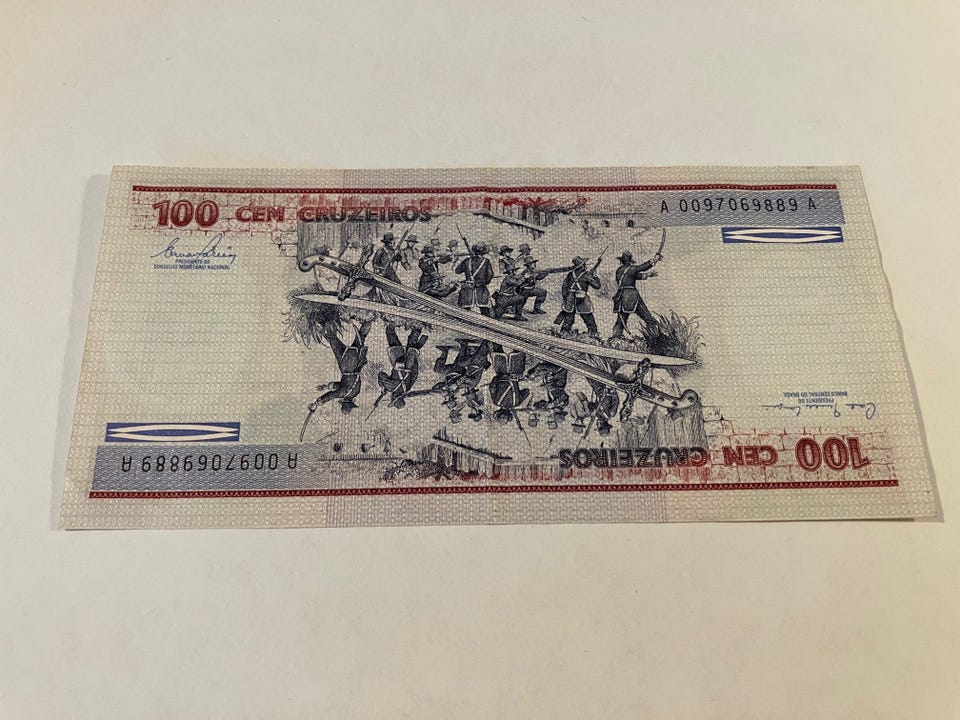 100 CEM CRUZEIROS
A 0097069889 A
PRESIDENTE DO
CONSELHO MONETÁRIO NACIONAL
PRESIDENTE DO
BANCO CENTRAL DO BRASIL
A 0097069889 A
100 CEM CRUZEIROS